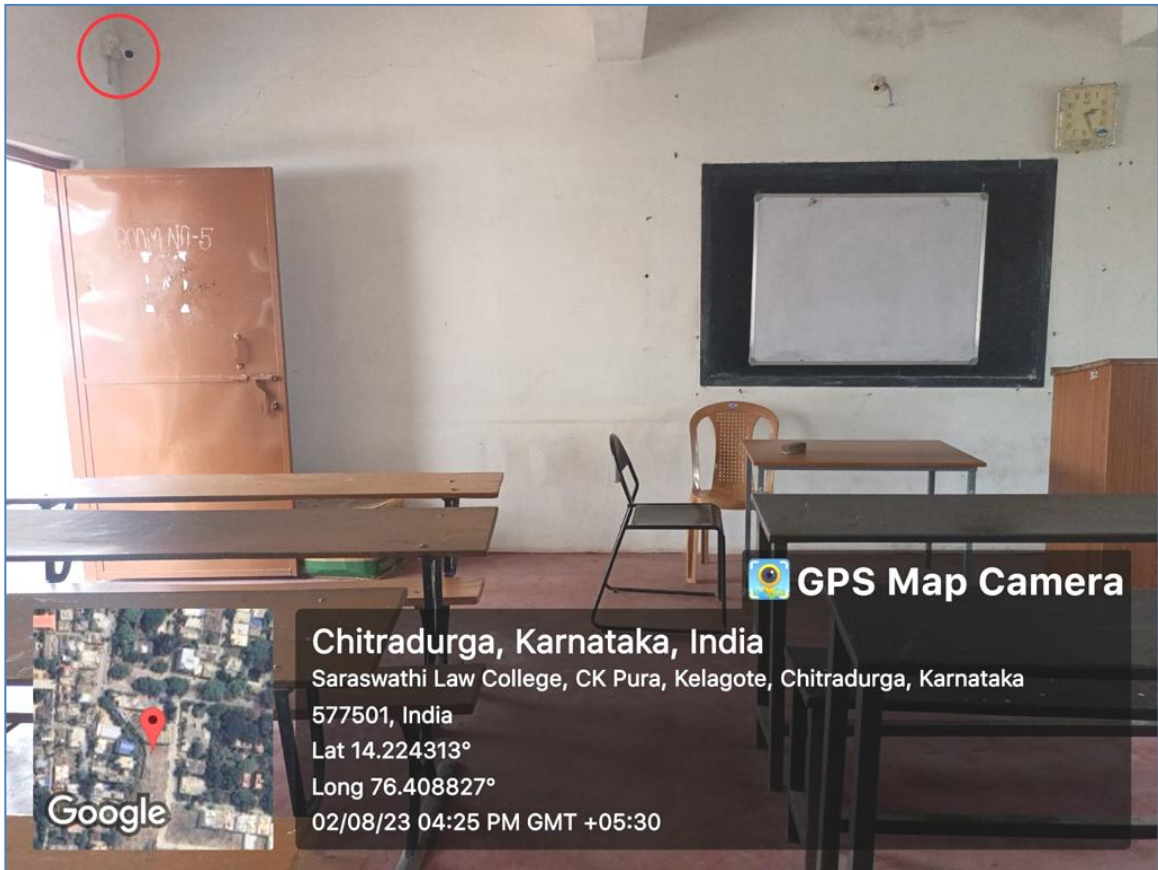 ROOM NO-5
GPS Map Camera
Chitradurga, Karnataka, India
Saraswathi Law College, CK Pura, Kelagote, Chitradurga, Karnataka
577501, India
Lat 14.224313°
Long 76.408827°
02/08/23 04:25 PM GMT +05:30
Google